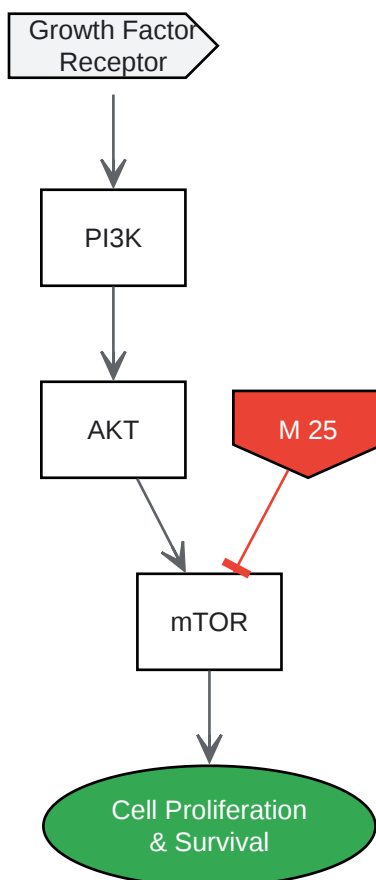 Growth Factor
Receptor
PI3K
AKT
M 25
mTOR
Cell Proliferation
& Survival